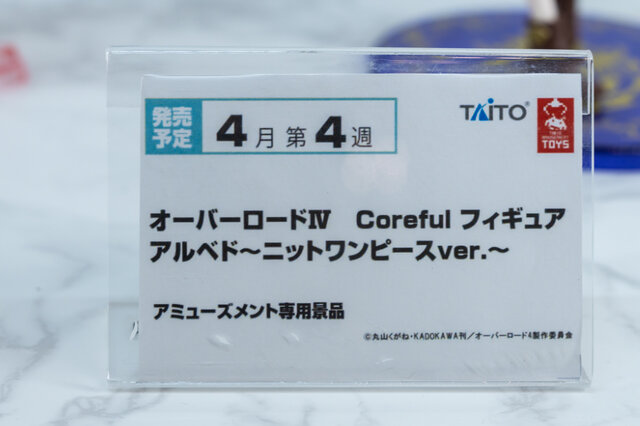 発売
予定
4月第4週
TAITO®
TOYS
オーバーロードⅣ Coreful フィギュア
アルベド～ニットワンピースver.～
アミューズメント専用景品
©丸山くがね・KADOKAWA刊／オーバーロード4製作委員会